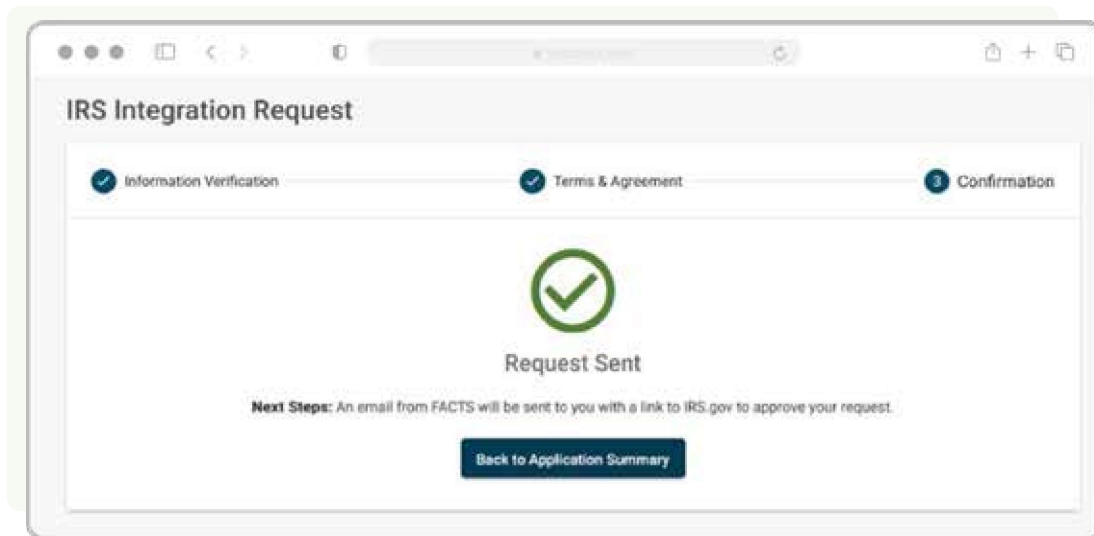 IRS Integration Request
Information Verification
Terms & Agreement
3 Confirmation
Request Sent
Next Steps: An email from FACTS will be sent to you with a link to IRS.gov to approve your request.
Back to Application Summary